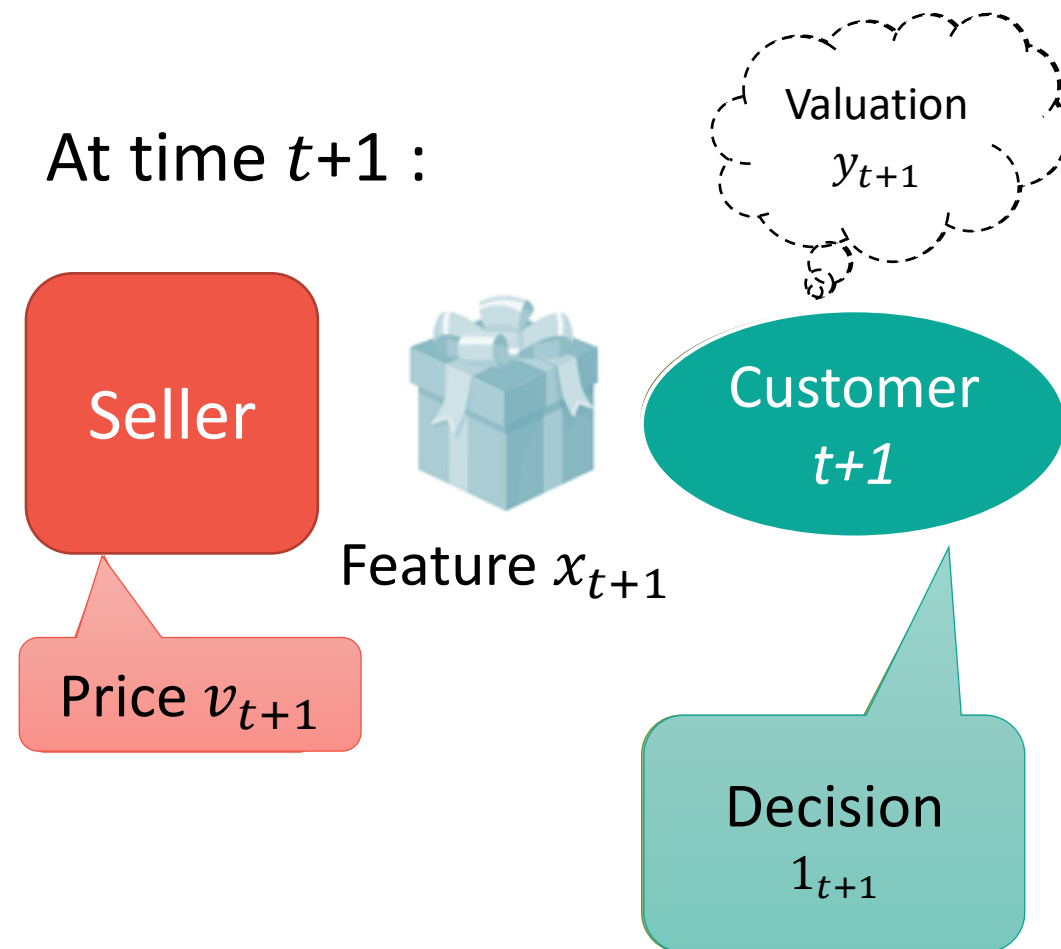 At time t+1 :
Valuation
y_{t+1}
Seller
Customer
t+1
Feature x_{t+1}
Price v_{t+1}
Decision
1_{t+1}